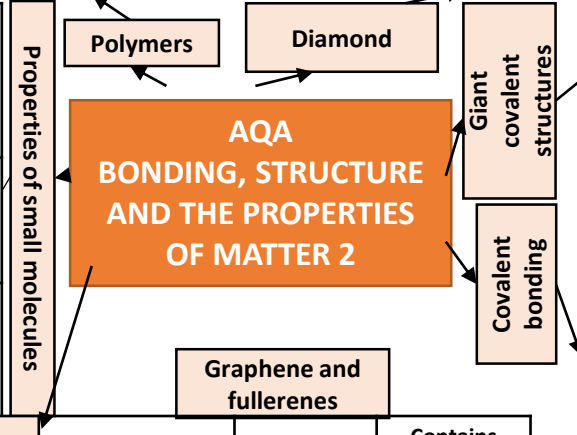 Polymers
Diamond
Properties of small molecules
Giant
covalent
structures
AQA
BONDING, STRUCTURE
AND THE PROPERTIES
OF MATTER 2
Covalent
bonding
Graphene and
fullerenes
Contains